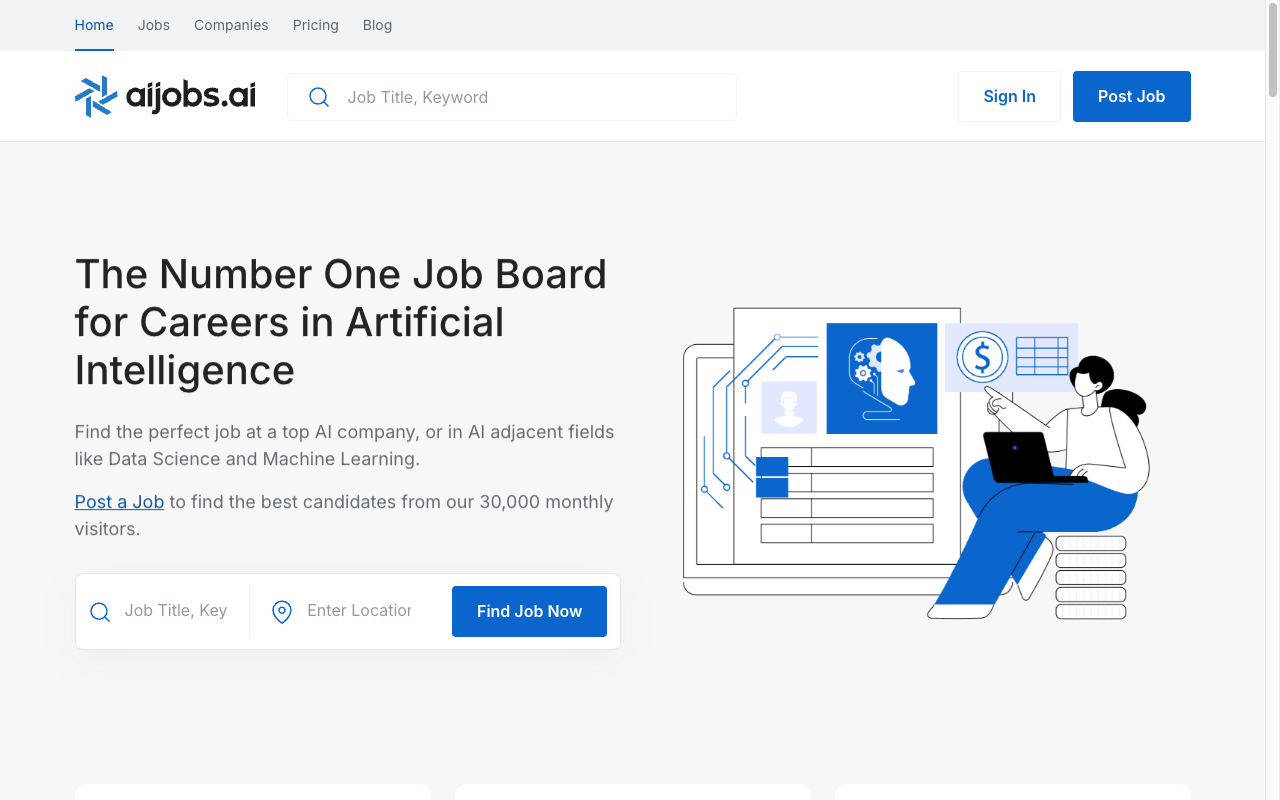 Home Jobs Companies Pricing Blog
aijobs.ai
Job Title, Keyword
Sign In
Post Job
The Number One Job Board
for Careers in Artificial
Intelligence
Find the perfect job at a top AI company, or in AI adjacent fields
like Data Science and Machine Learning.
Post a Job to find the best candidates from our 30,000 monthly
visitors.
Job Title, Key
Enter Location
Find Job Now
$